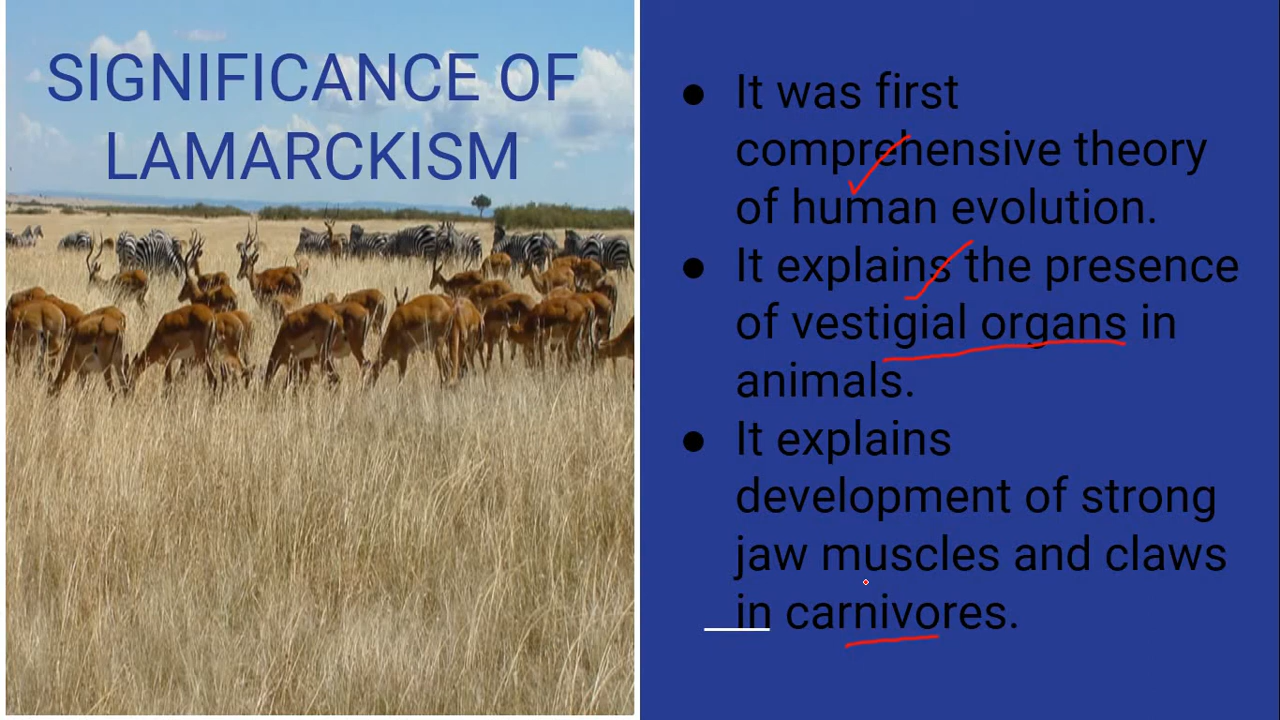 SIGNIFICANCE OF
LAMARCKISM
● It was first
comprehensive theory
of human evolution.
● It explains the presence
of vestigial organs in
animals.
● It explains
development of strong
jaw muscles and claws
in carnivores.